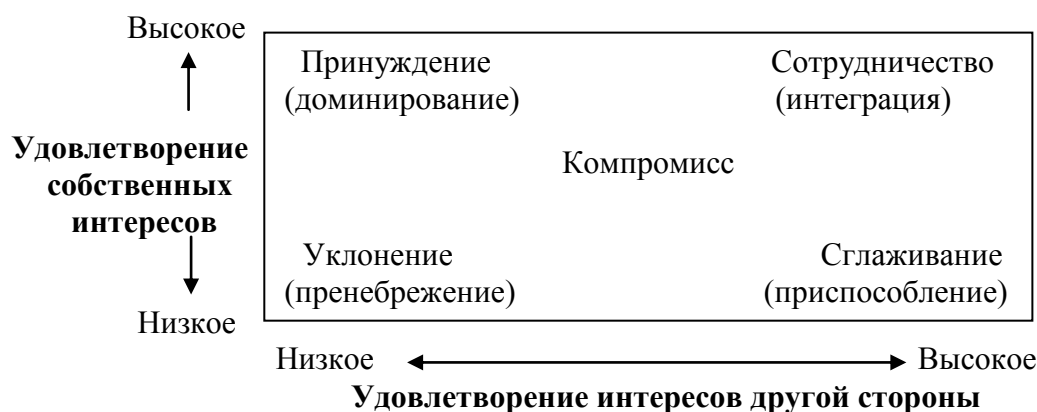 Высокое
Принуждение
(доминирование)
Сотрудничество
(интеграция)
Удовлетворение
собственных
интересов
Компромисс
Уклонение
(пренебрежение)
Сглаживание
(приспособление)
Низкое
Низкое
Высокое
Удовлетворение интересов другой стороны